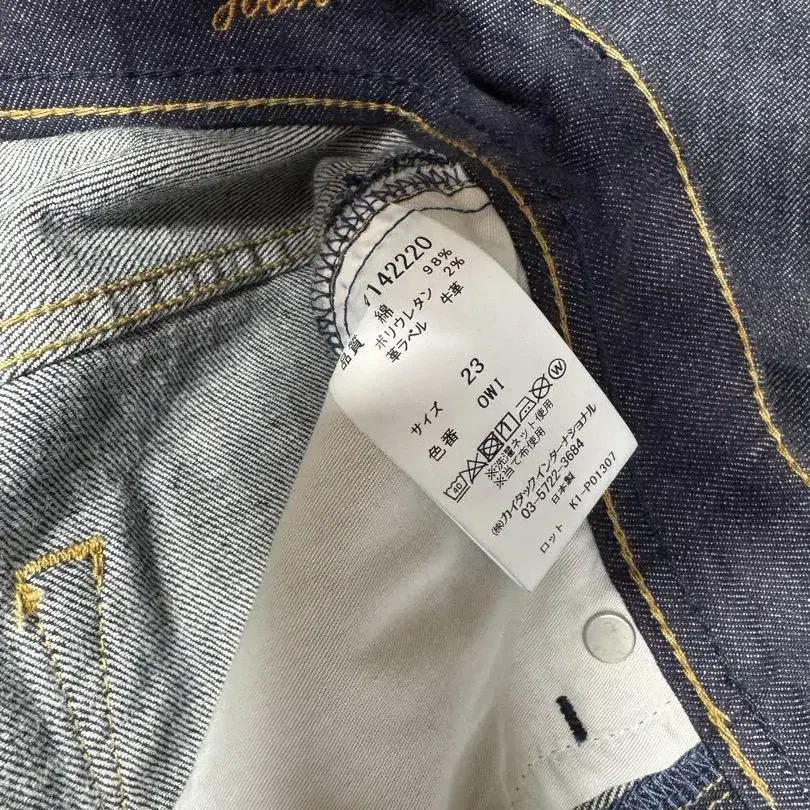 142220
品質 綿 98%
ポリウレタン 2%
革ラベル 牛革
サイズ 23
色番 OWI
40
W
※洗濯ネット使用
※当て布使用
㈱カイタックインターナショナル
03-5722-3684
日本製
ロット K1-P01307